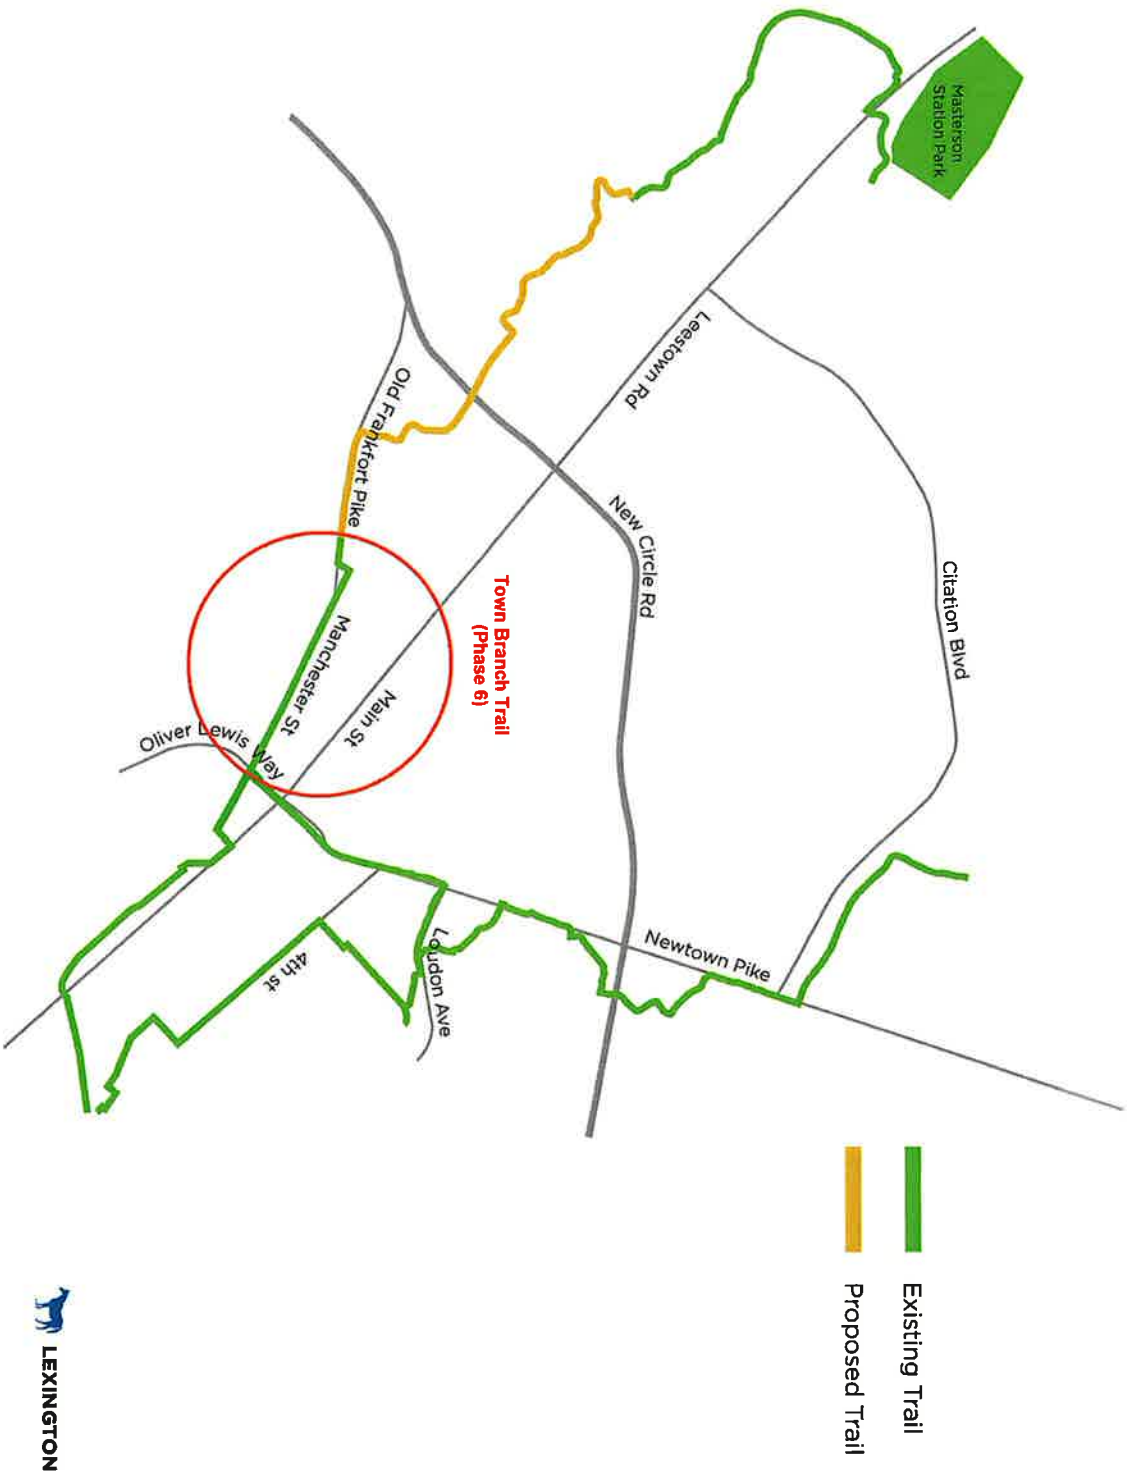 Masterson
Station Park
Leestown Rd
Old Frankfort Pike
New Circle Rd
Citation Blvd
Town Branch Trail
(Phase 6)
Manchester St
Main St
Oliver Lewis Way
Newtown Pike
Loudon Ave
4th st
Existing Trail
Proposed Trail
LEXINGTON